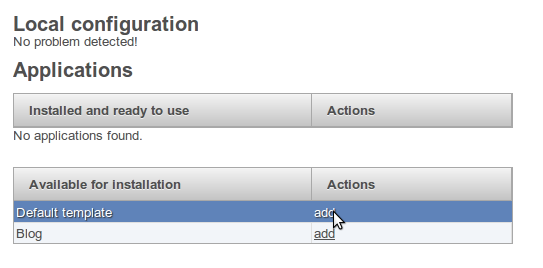 Local configuration
No problem detected!
Applications
Installed and ready to use Actions
No applications found.
Available for installation Actions
Default template add
Blog add